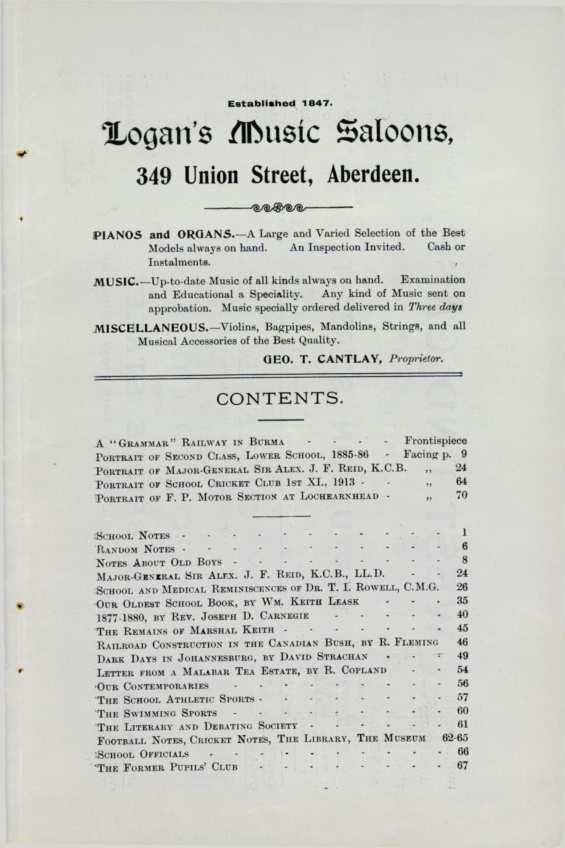 Established 1847.
Logan's Music Saloons,
349 Union Street, Aberdeen.
PIANOS and ORGANS.—A Large and Varied Selection of the Best
Models always on hand. An Inspection Invited. Cash or
Instalments.
MUSIC.—Up-to-date Music of all kinds always on hand. Examination
and Educational a Speciality. Any kind of Music sent on
approbation. Music specially ordered delivered in Three days
MISCELLANEOUS.—Violins, Bagpipes, Mandolins, Strings, and all
Musical Accessories of the Best Quality.
GEO. T. CANTLAY, Proprietor.
CONTENTS.
A "Grammar" Railway in Burma - - - - Frontispiece
Portrait of Second Class, Lower School, 1885-86 - Facing p. 9
Portrait of Major-General Sir Alex. J. F. Reid, K.C.B. ,, 24
Portrait of School Cricket Club 1st XI., 1913 - - ,, 64
Portrait of F. P. Motor Section at Lochearnhead - ,, 70
School Notes - - - - - - - - - - - 1
Random Notes - - - - - - - - - - 6
Notes About Old Boys - - - - - - - - - 8
Major-General Sir Alex. J. F. Reid, K.C.B., LL.D. - - 24
School and Medical Reminiscences of Dr. T. I. Rowell, C.M.G. 26
Our Oldest School Book, by Wm. Keith Leask - - - 35
1877-1880, by Rev. Joseph D. Carnegie - - - - - 40
The Remains of Marshal Keith - - - - - - - 45
Railroad Construction in the Canadian Bush, by R. Fleming 46
Dark Days in Johannesburg, by David Strachan - - - 49
Letter from a Malabar Tea Estate, by R. Copland - - 54
Our Contemporaries - - - - - - - - - 56
The School Athletic Sports - - - - - - - - 57
The Swimming Sports - - - - - - - - - 60
The Literary and Debating Society - - - - - - 61
Football Notes, Cricket Notes, The Library, The Museum 62-65
School Officials - - - - - - - - - - 66
The Former Pupils' Club - - - - - - - - 67